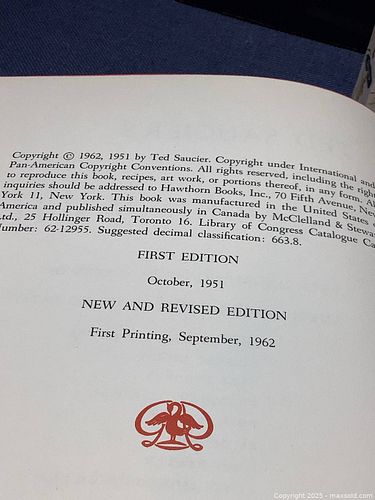 Copyright © 1962, 1951 by Ted Saucier. Copyright under International and
Pan-American Copyright Conventions. All rights reserved, including the right
to reproduce this book, recipes, art work, or portions thereof, in any form. Al
inquiries should be addressed to Hawthorn Books, Inc., 70 Fifth Avenue, New
York 11, New York. This book was manufactured in the United States
America and published simultaneously in Canada by McClelland & Stewa
Ltd., 25 Hollinger Road, Toronto 16. Library of Congress Catalogue Ca
Number: 62-12955. Suggested decimal classification: 663.8.
FIRST EDITION
October, 1951
NEW AND REVISED EDITION
First Printing, September, 1962
Copyright 2025 - maxsold.com